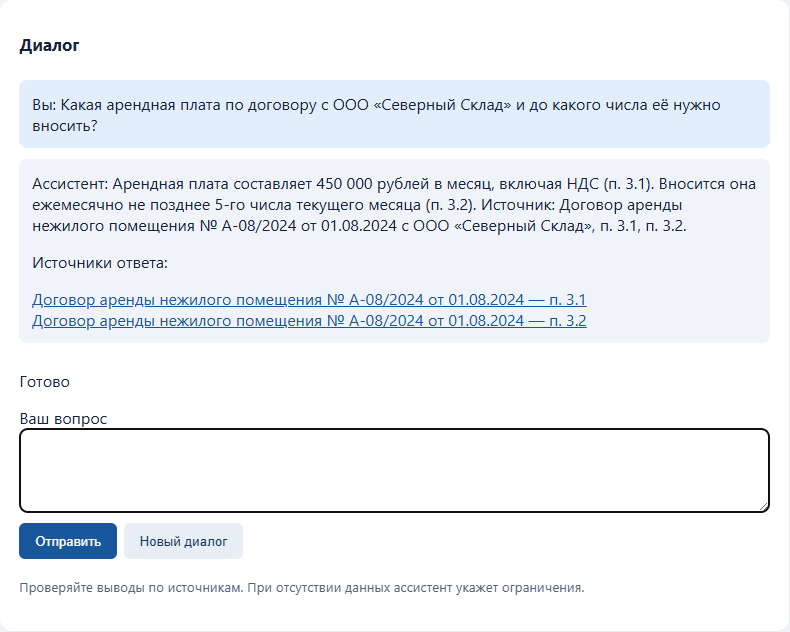 Диалог
Вы: Какая арендная плата по договору с ООО «Северный Склад» и до какого числа её нужно
вносить?
Ассистент: Арендная плата составляет 450 000 рублей в месяц, включая НДС (п. 3.1). Вносится она
ежемесячно не позднее 5-го числа текущего месяца (п. 3.2). Источник: Договор аренды
нежилого помещения № А-08/2024 от 01.08.2024 с ООО «Северный Склад», п. 3.1, п. 3.2.
Источники ответа:
Договор аренды нежилого помещения № А-08/2024 от 01.08.2024 — п. 3.1
Договор аренды нежилого помещения № А-08/2024 от 01.08.2024 — п. 3.2
Готово
Ваш вопрос
Отправить Новый диалог
Проверяйте выводы по источникам. При отсутствии данных ассистент укажет ограничения.